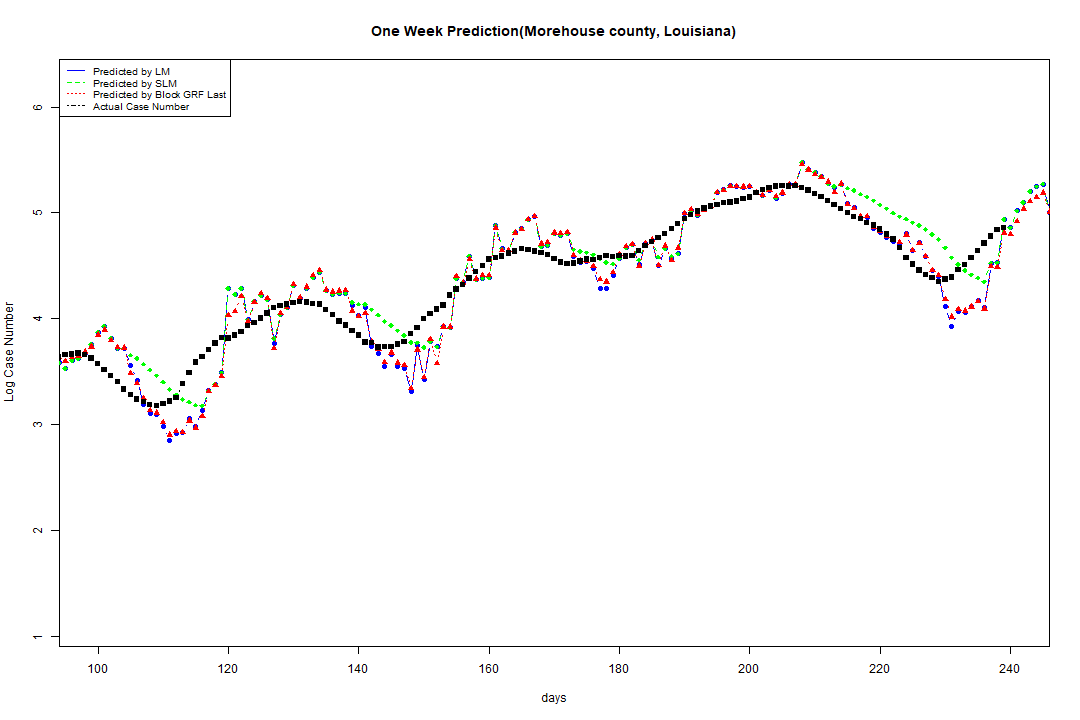 One Week Prediction(Morehouse county, Louisiana)
Predicted by LM
Predicted by SLM
Predicted by Block GRF Last
Actual Case Number
6
5
4
3
2
1
Log Case Number
100 120 140 160 180 200 220 240
days